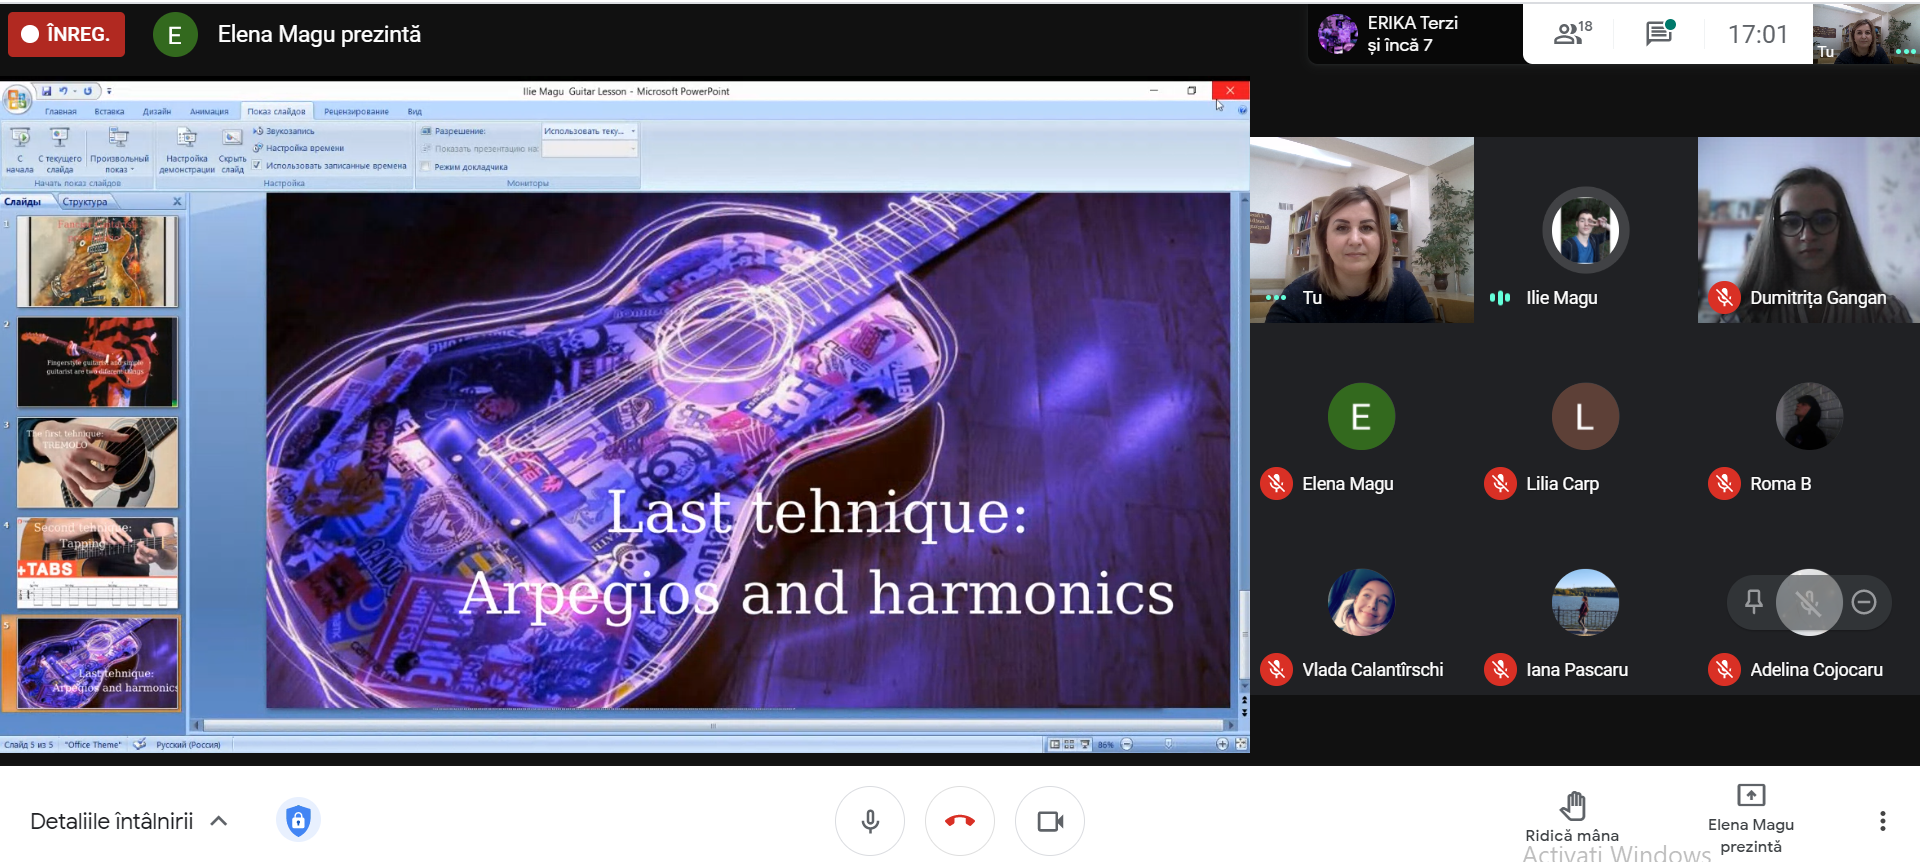 ÎNREG.
E
Elena Magu prezintă
ERIKA Terzi
și încă 7
18
17:01
Tu
Ilie Magu Guitar Lesson - Microsoft PowerPoint
Главная Вставка Дизайн Анимация Показ слайдов Рецензирование Вид
С начала
С текущего слайда
Произвольный показ
Настройка демонстрации
Скрыть слайд
Звукозапись
Настройка времени
Использовать записанные времена
Разрешение:
Использовать теку...
Показать презентацию на:
Режим докладчика
Начать показ слайдов
Настройка
Мониторы
Слайды Структура
1
2
Fingerstyle guitarist and simple
guitarist are two diferent things
3
The first tehnique:
TREMOLO
4
Second tehnique:
Tapping
+TABS
5
Last tehnique:
Arpegios and harmonics
Last tehnique:
Arpegios and harmonics
Слайд 5 из 5 "Office Theme" Русский (Россия)
86%
Tu
Ilie Magu
Dumitrița Gangan
E
Elena Magu
L
Lilia Carp
Roma B
Vlada Calantîrschi
Iana Pascaru
Adelina Cojocaru
Detaliile întâlnirii
Ridică mâna
Elena Magu
prezintă
Activați Windows